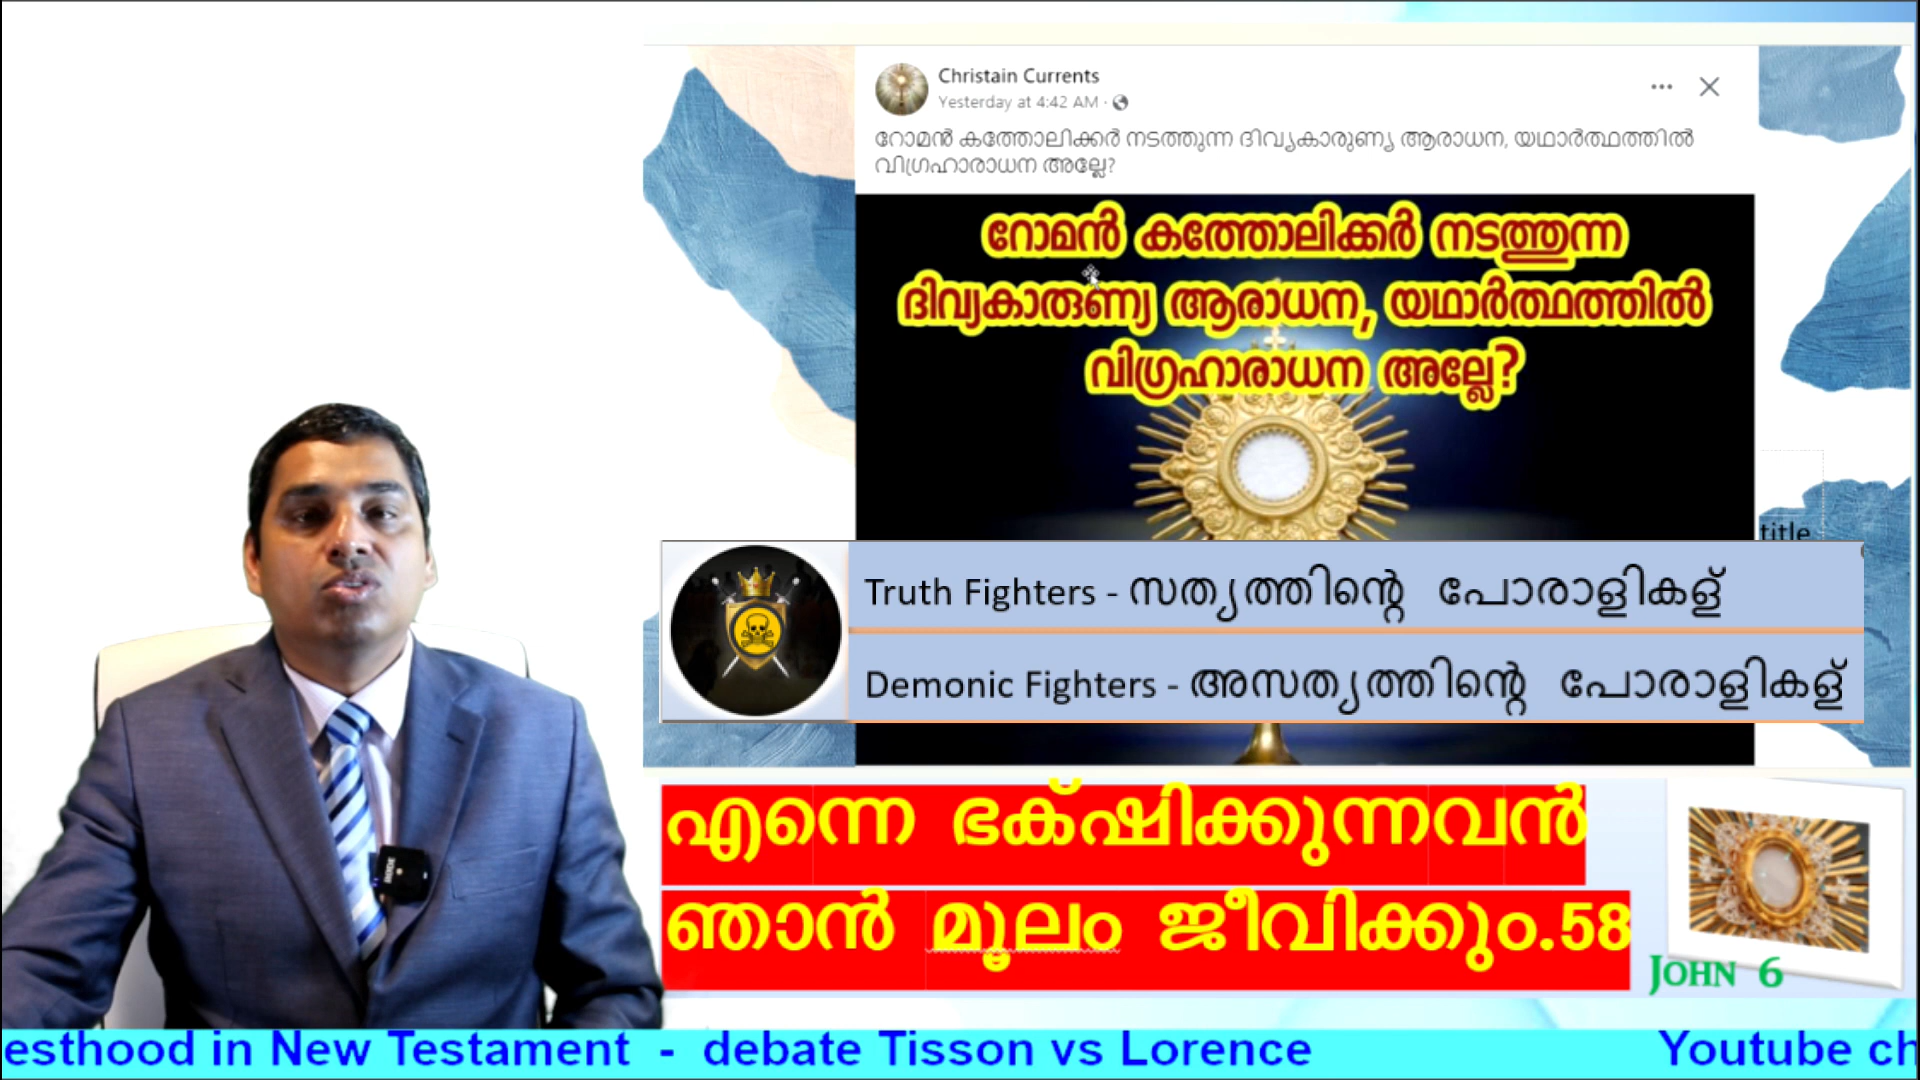 Christain Currents
Yesterday at 4:42 AM ·
റോമൻ കത്തോലിക്കർ നടത്തുന്ന ദിവ്യകാരുണ്യ ആരാധന, യഥാർത്ഥത്തിൽ
വിഗ്രഹാരാധന അല്ലേ?
റോമൻ കത്തോലിക്കർ നടത്തുന്ന
ദിവ്യകാരുണ്യ ആരാധന, യഥാർത്ഥത്തിൽ
വിഗ്രഹാരാധന അല്ലേ?
title
Truth Fighters - സത്യത്തിന്റെ പോരാളികള്
Demonic Fighters - അസത്യത്തിന്റെ പോരാളികള്
എന്നെ ഭക്ഷിക്കുന്നവൻ
ഞാൻ മൂലം ജീവിക്കും.58
JOHN 6
RODE
esthood in New Testament - debate Tisson vs Lorence Youtube ch